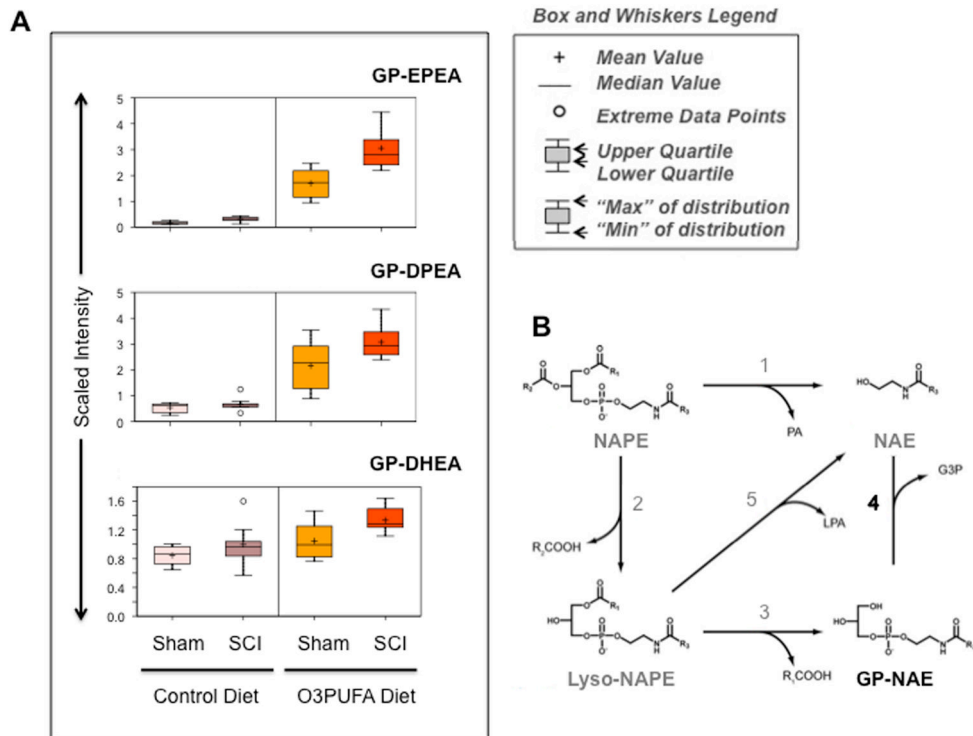 A
Box and Whiskers Legend
+ Mean Value
Median Value
Extreme Data Points
Upper Quartile
Lower Quartile
“Max” of distribution
“Min” of distribution
Scaled Intensity
GP-EPEA
5
4
3
2
1
0
GP-DPEA
5
4
3
2
1
0
GP-DHEA
1.6
1.2
0.8
0.4
0.0
Sham SCI Sham SCI
Control Diet O3PUFA Diet
B
1
PA
NAPE
NAE
2
5
4
G3P
R₂COOH
LPA
3
R₁COOH
Lyso-NAPE
GP-NAE